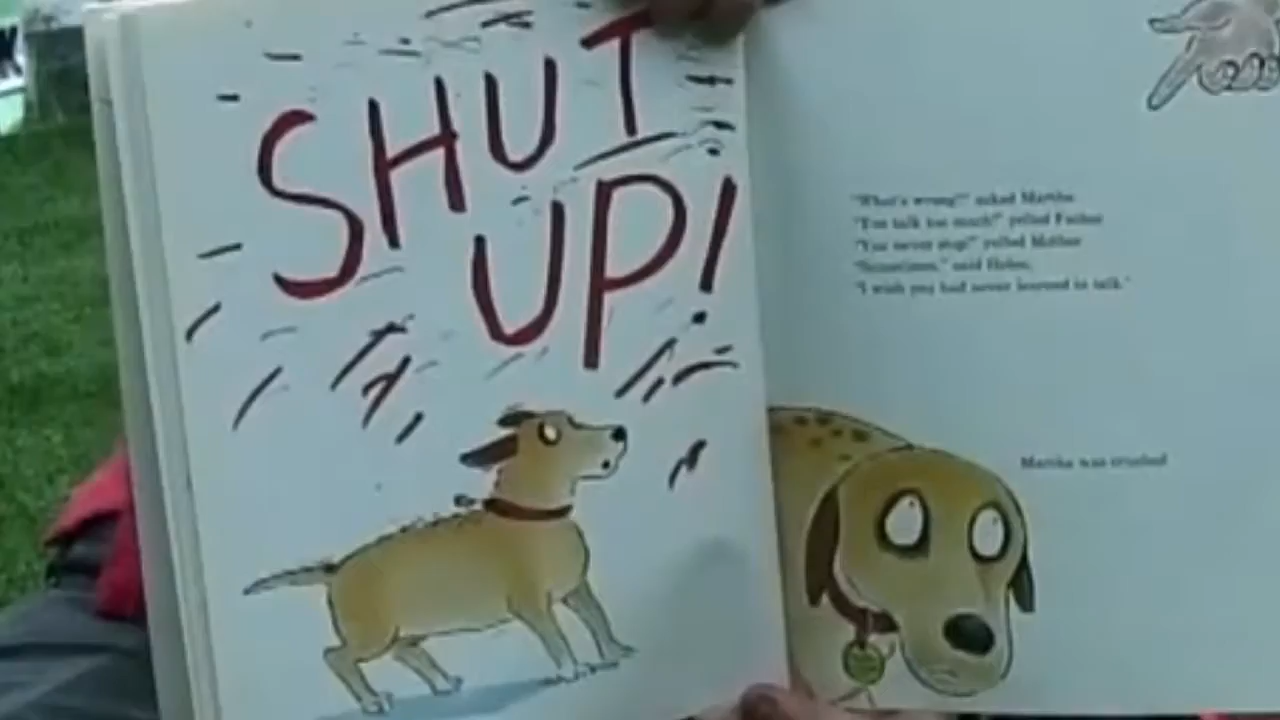 SHUT
UP!
"What's wrong?" asked Martha.
"You talk too much!" yelled Father.
"You never stop!" yelled Mother.
"Sometimes," said Helen,
"I wish you had never learned to talk."
Martha was crushed.